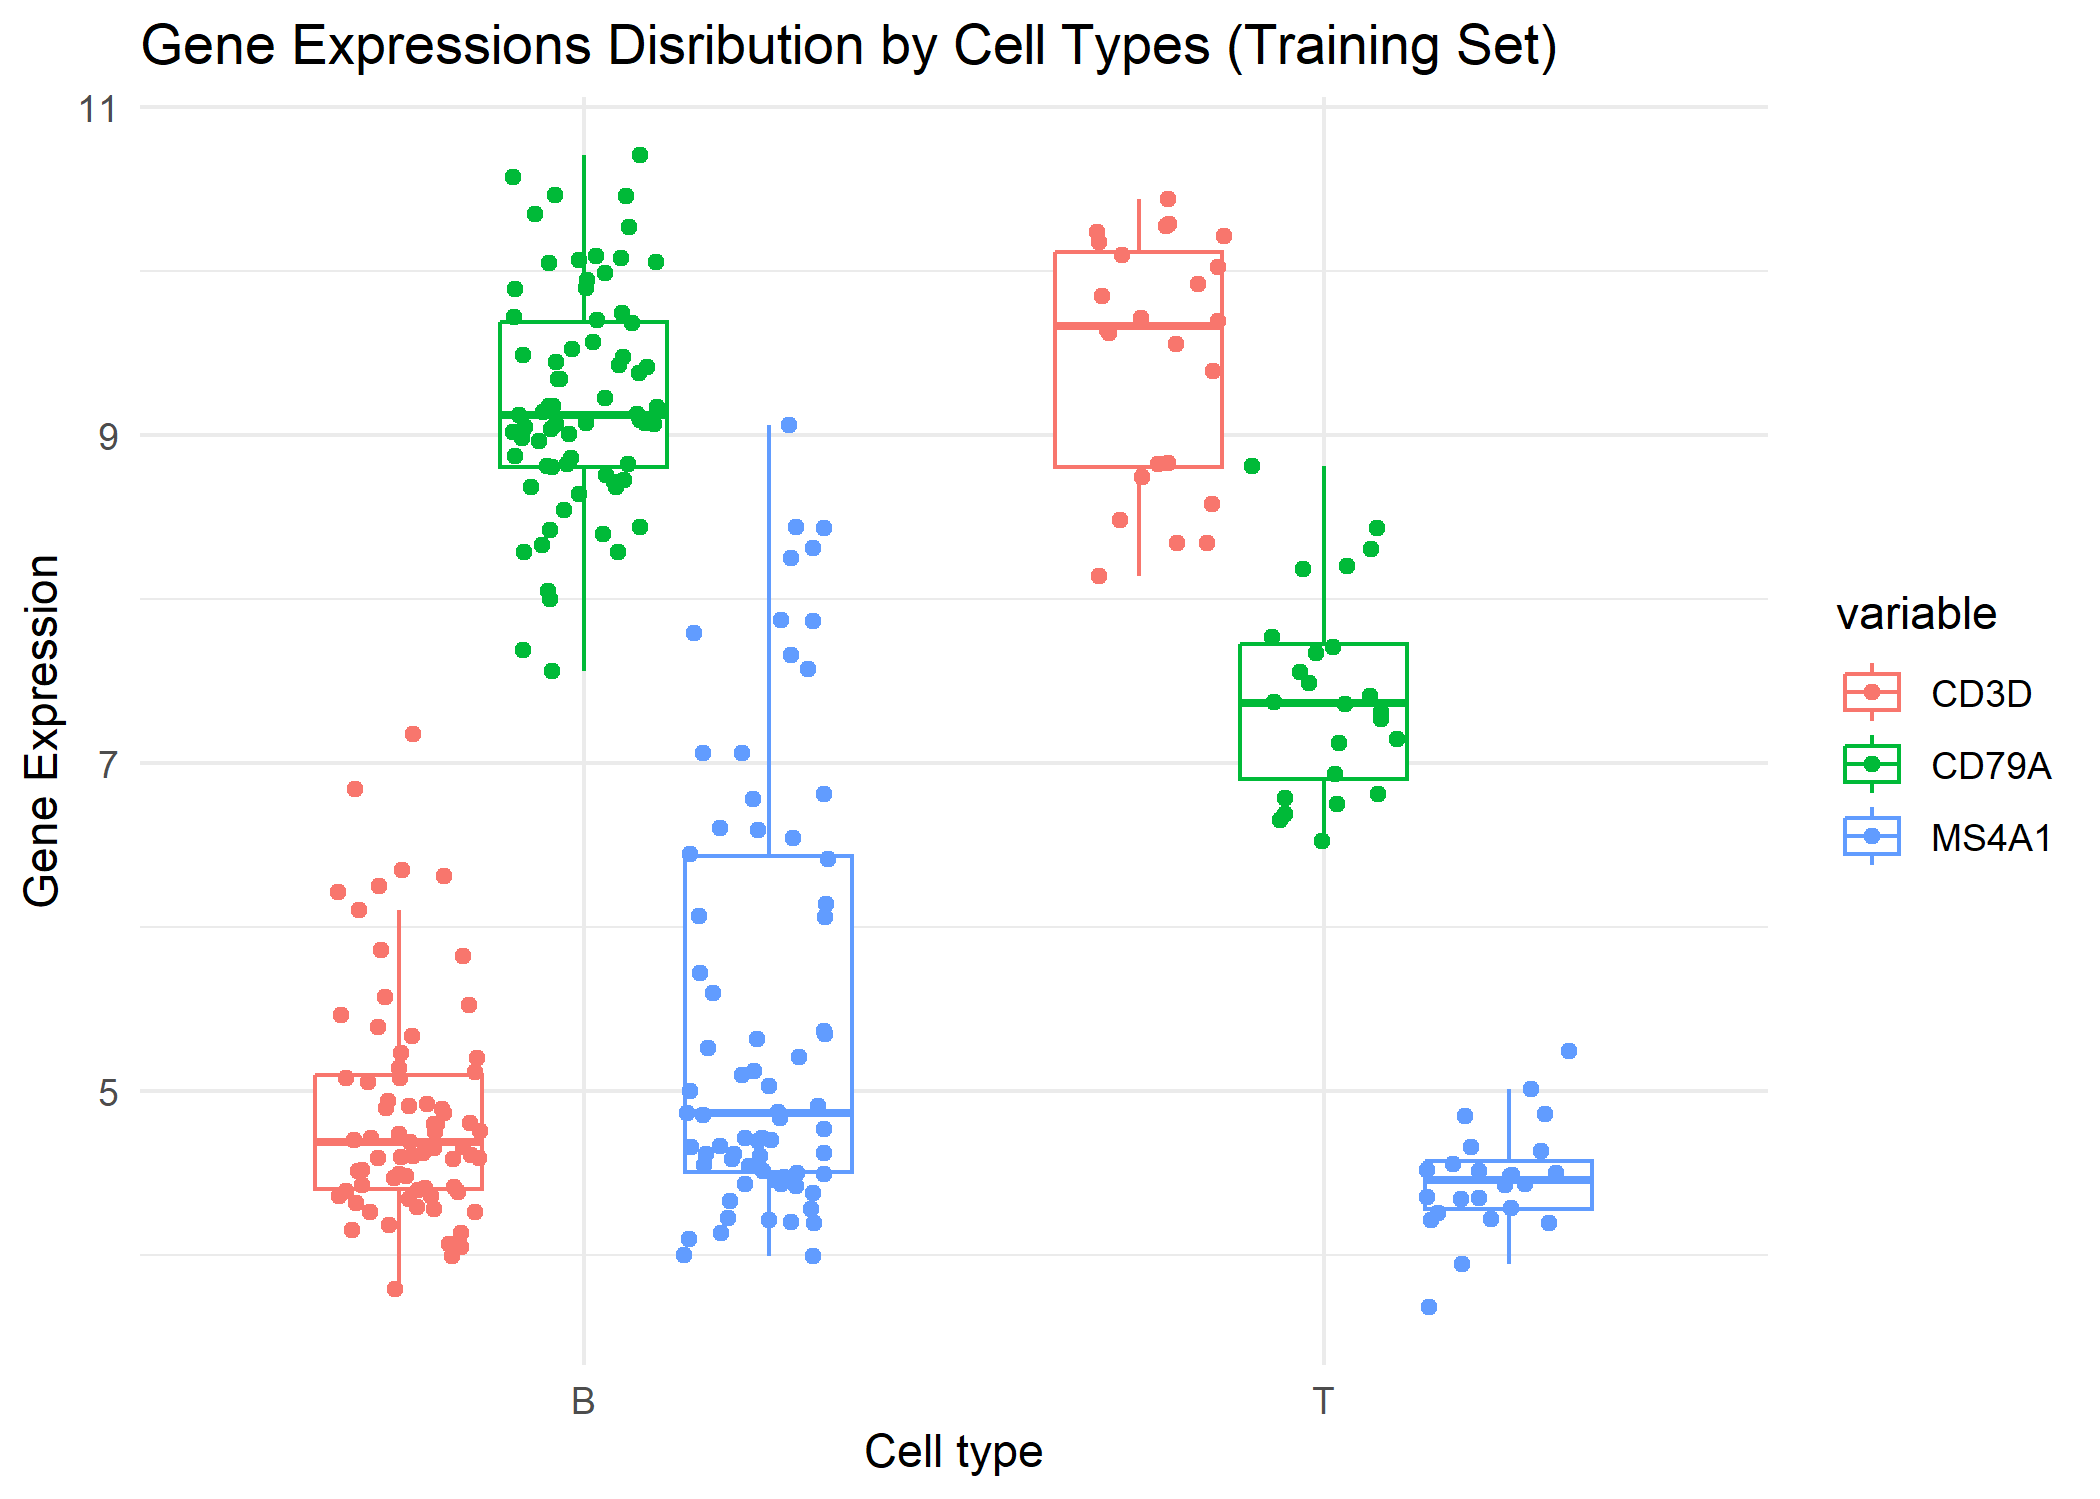 Gene Expressions Disribution by Cell Types (Training Set)
11
9
7
5
Gene Expression
B
T
Cell type
variable
CD3D
CD79A
MS4A1